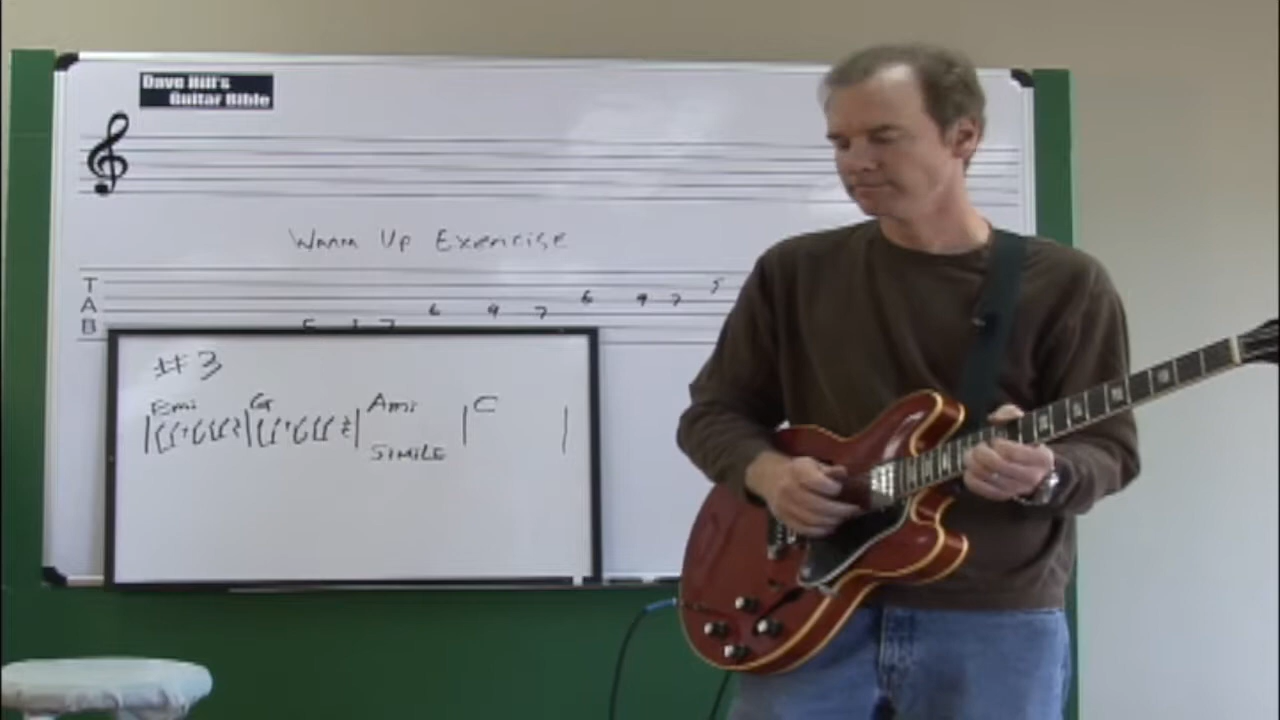 Dave Hill's
Guitar Bible
Warm Up Exercise
T
A
B
6 9 7 6 9 7 5
#3
Emi G Ami C
SIMILE